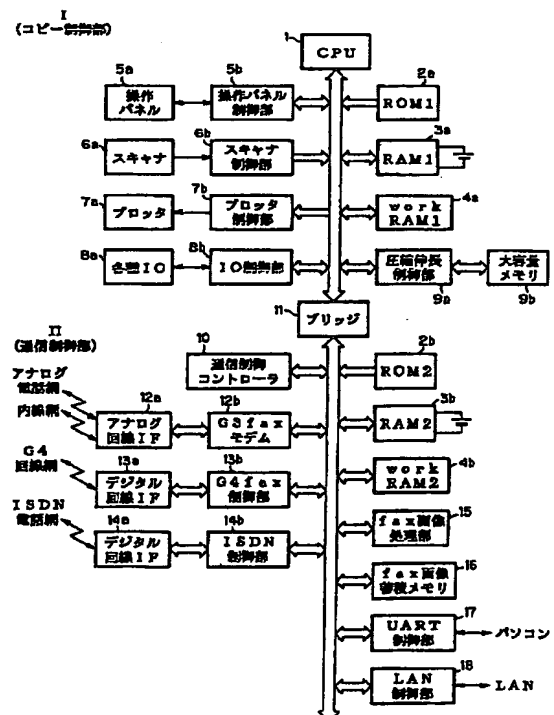 I
(コピー制御部)
1
CPU
5a
操作
パネル
5b
操作パネル
制御部
2a
ROM1
6a
スキャナ
6b
スキャナ
制御部
3a
RAM1
7a
プロッタ
7b
プロッタ
制御部
4a
work
RAM1
8a
各種IO
8b
IO制御部
圧縮伸長
制御部
9a
大容量
メモリ
9b
11
ブリッジ
II
(通信制御部)
10
通信制御
コントローラ
2b
ROM2
アナログ
電話網
内線網
12a
アナログ
回線IF
12b
G3fax
モデム
3b
RAM2
G4
回線網
13a
デジタル
回線IF
13b
G4fax
制御部
4b
work
RAM2
ISDN
電話網
14a
デジタル
回線IF
14b
ISDN
制御部
15
fax画像
処理部
16
fax画像
蓄積メモリ
17
UART
制御部
パソコン
18
LAN
制御部
LAN